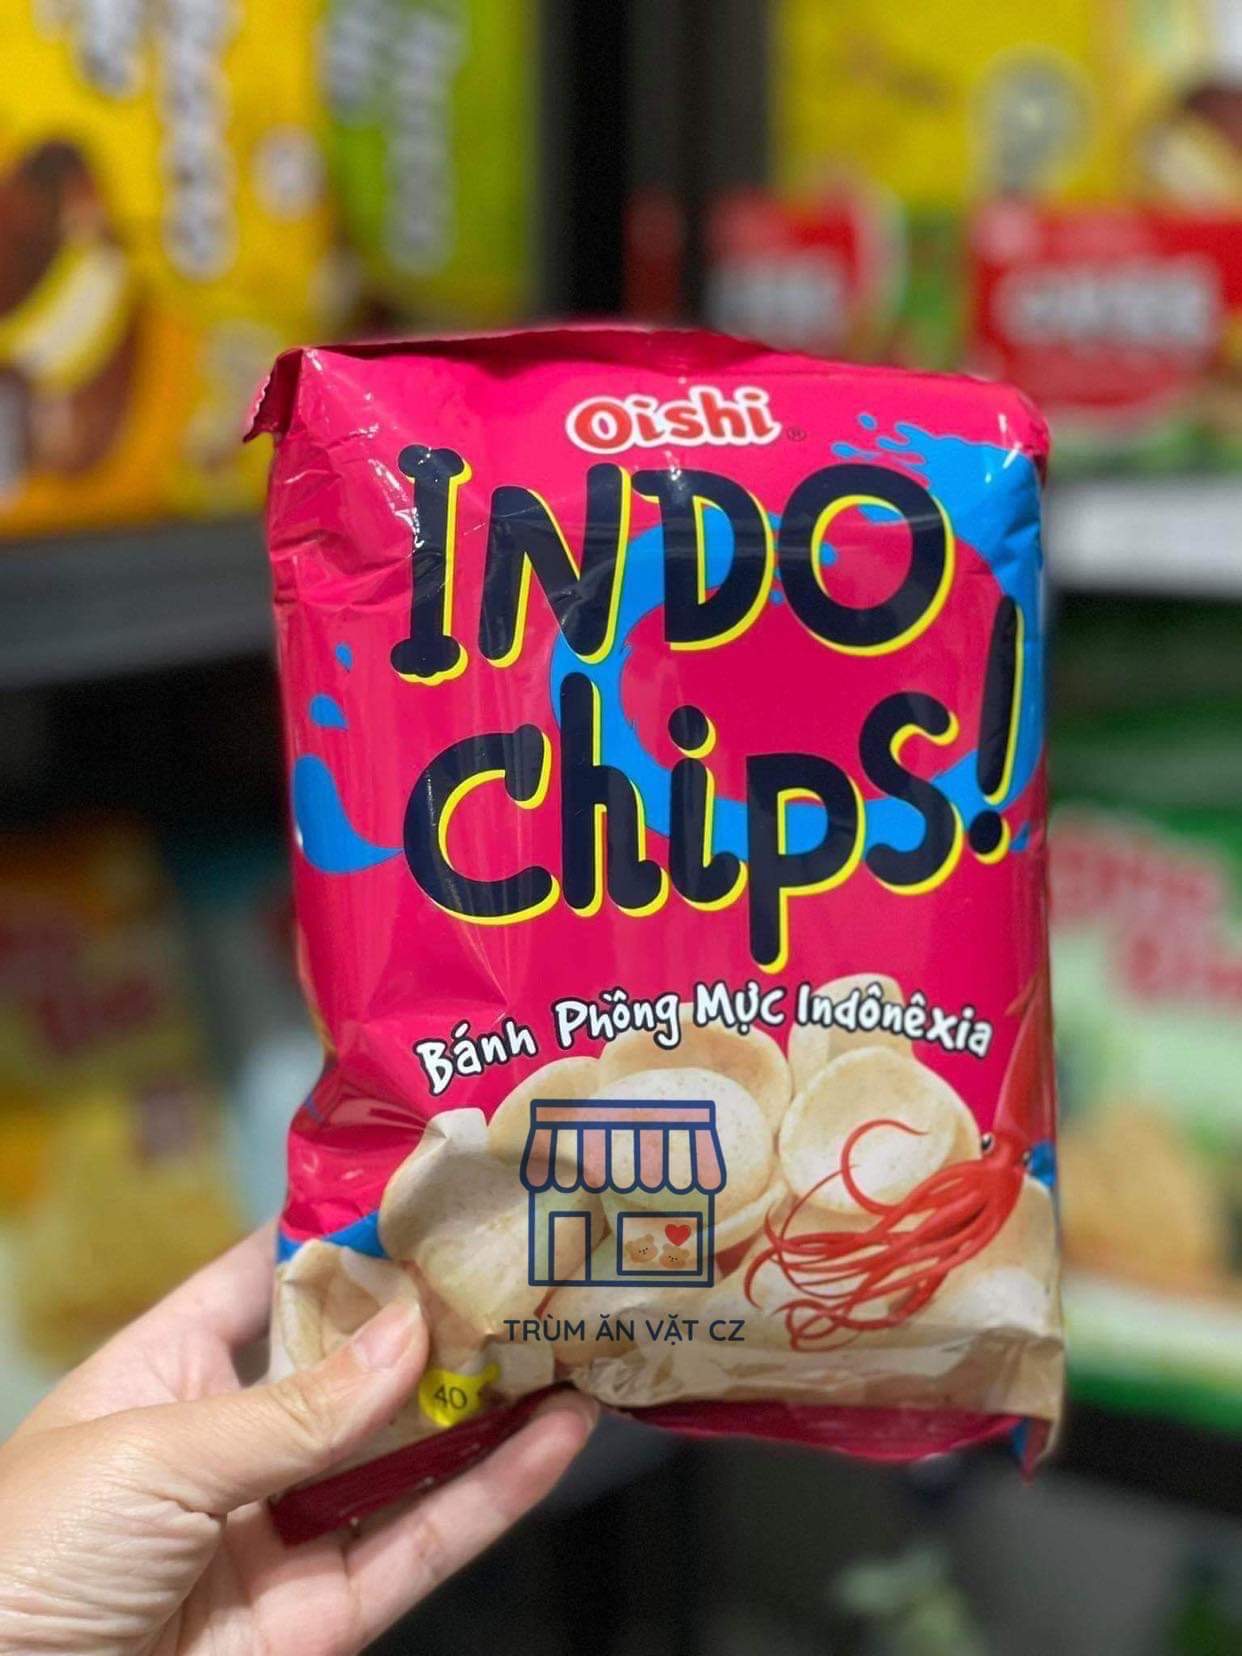 Oishi®
INDO
Chips!
Bánh Phồng Mực Indônêxia
TRÙM ĂN VẶT CZ
40